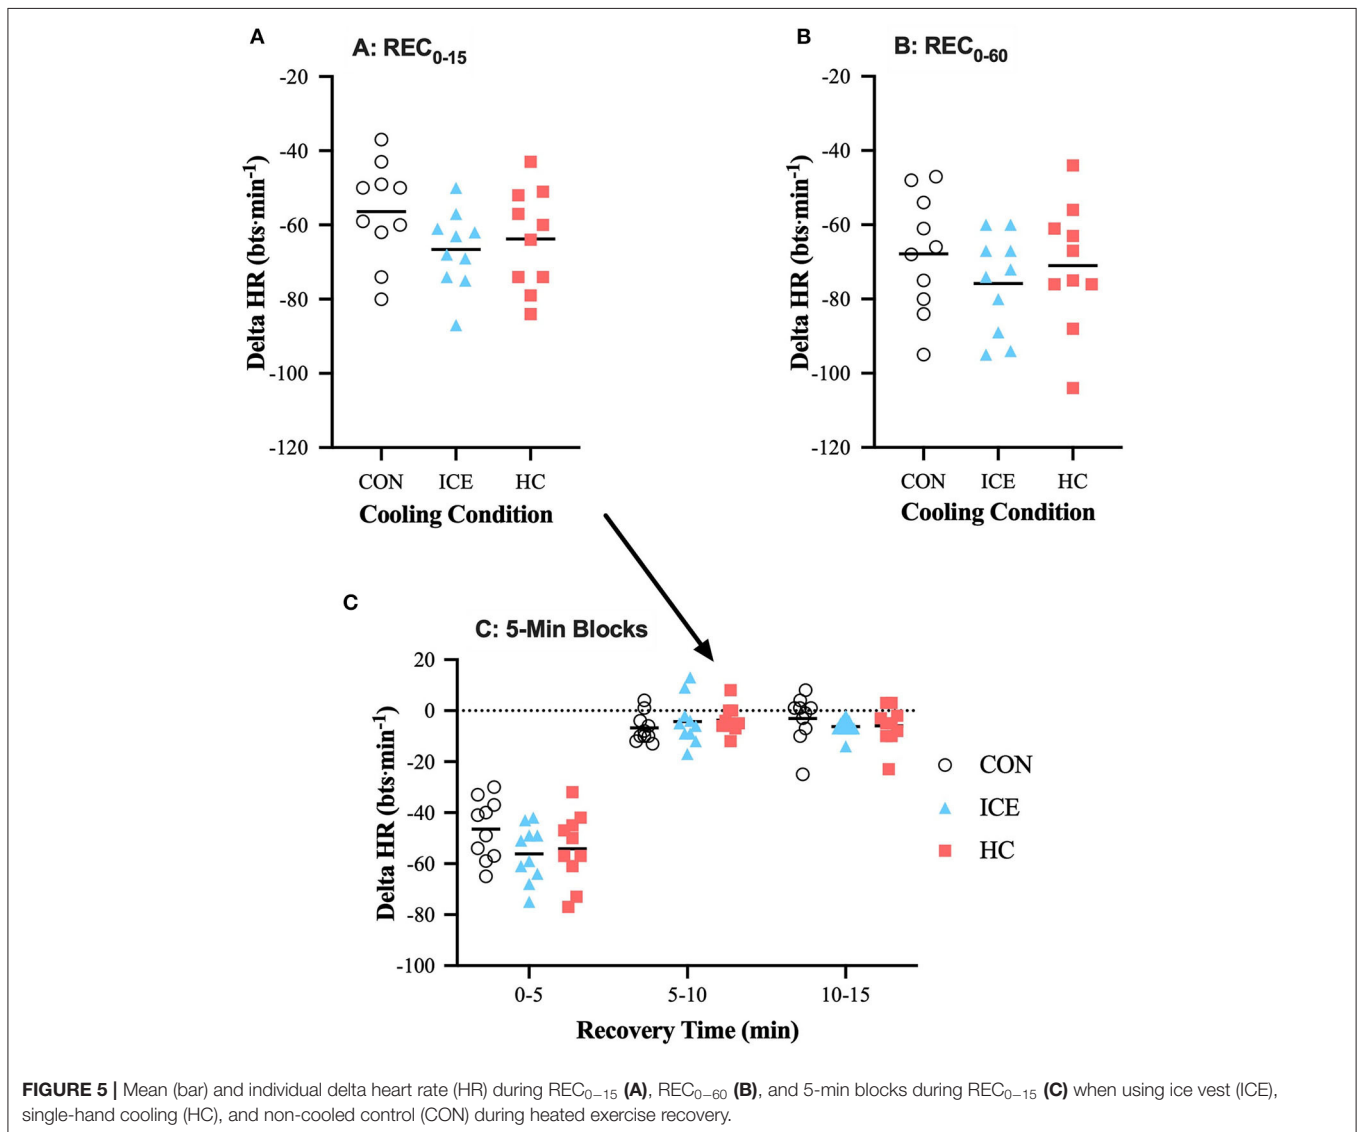 A
A: REC0-15
-20
-40
-60
-80
-100
-120
Delta HR (bts·min-1)
CON ICE HC
Cooling Condition
B
B: REC0-60
-20
-40
-60
-80
-100
-120
Delta HR (bts·min-1)
CON ICE HC
Cooling Condition
C
C: 5-Min Blocks
20
0
-20
-40
-60
-80
-100
Delta HR (bts·min-1)
0-5 5-10 10-15
Recovery Time (min)
CON
ICE
HC
FIGURE 5 | Mean (bar) and individual delta heart rate (HR) during REC0–15 (A), REC0–60 (B), and 5-min blocks during REC0–15 (C) when using ice vest (ICE),
single-hand cooling (HC), and non-cooled control (CON) during heated exercise recovery.